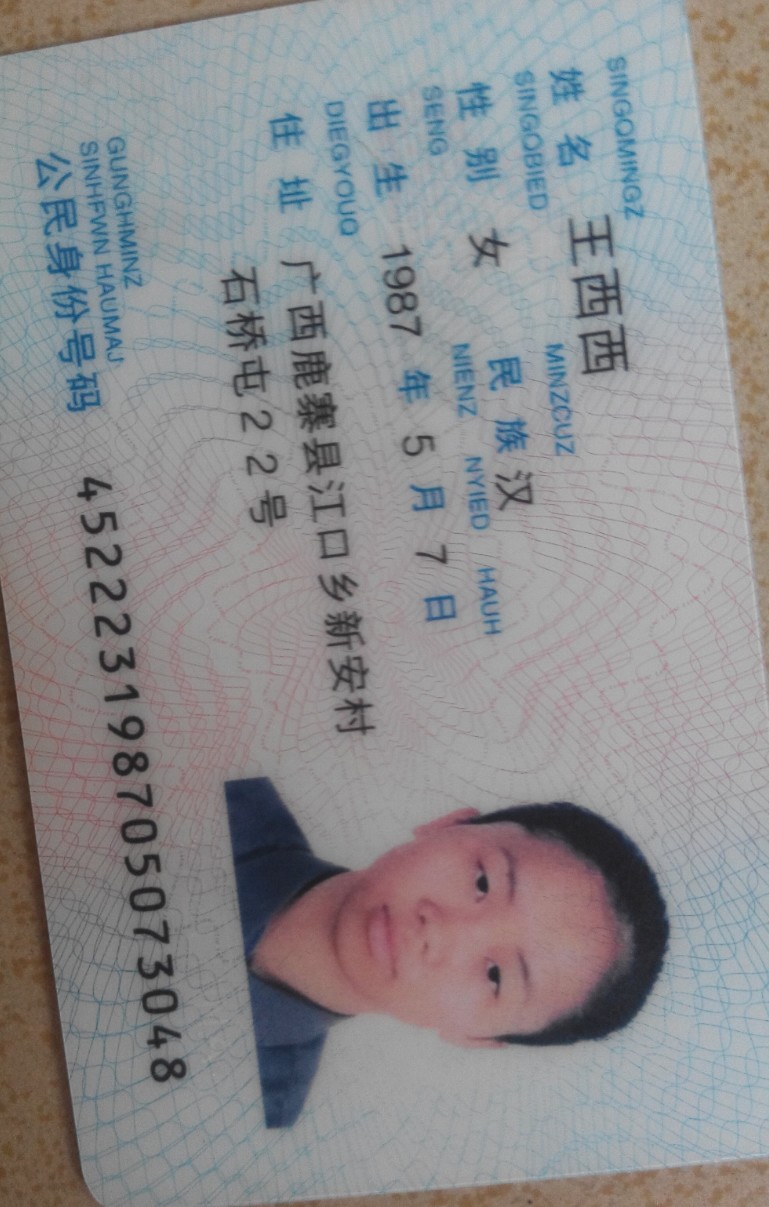 SINGQMINGZ
姓名 王西西
SINGQBIED MINZCUZ
性别 女 民族 汉
SENG NIENZ NYIED HAUH
出生 1987 年 5 月 7 日
DIEGYOUQ
住址 广西鹿寨县江口乡新安村
石桥屯22号
GUNGHMINZ
SINHFWN HAUMAJ
公民身份号码 452223198705073048